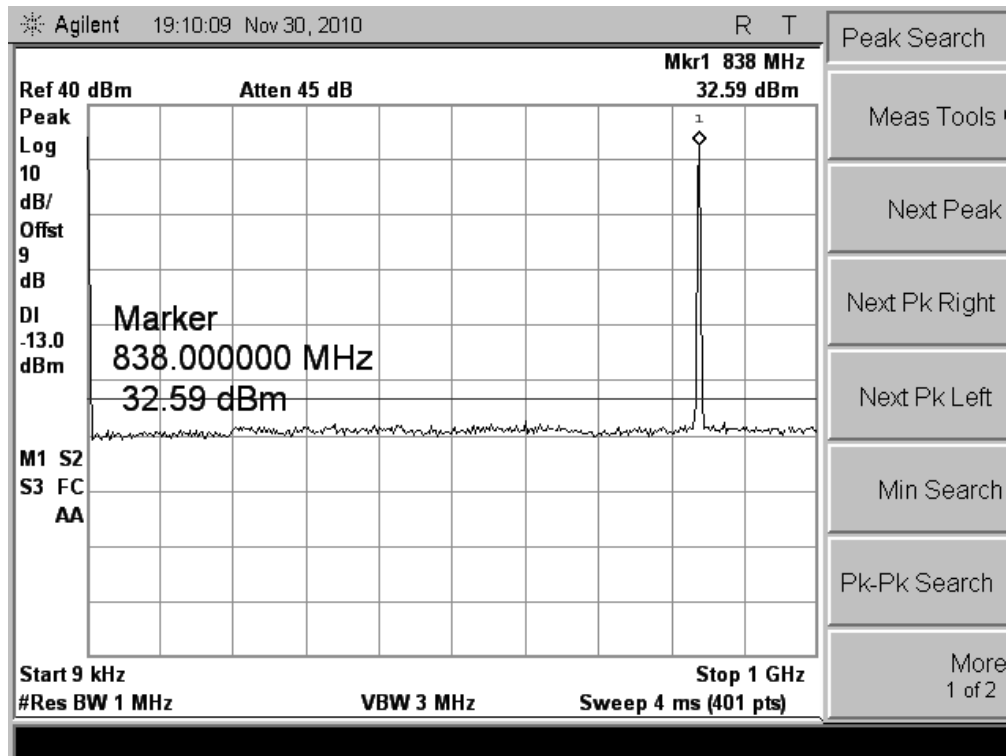 Agilent 19:10:09 Nov 30, 2010 R T
Peak Search
Mkr1 838 MHz
Ref 40 dBm Atten 45 dB 32.59 dBm
Peak
Log
10
dB/
Offst
9
dB
DI
-13.0
dBm
1
Marker
838.000000 MHz
32.59 dBm
M1 S2
S3 FC
AA
Start 9 kHz Stop 1 GHz
#Res BW 1 MHz VBW 3 MHz Sweep 4 ms (401 pts)
Meas Tools
Next Peak
Next Pk Right
Next Pk Left
Min Search
Pk-Pk Search
More
1 of 2